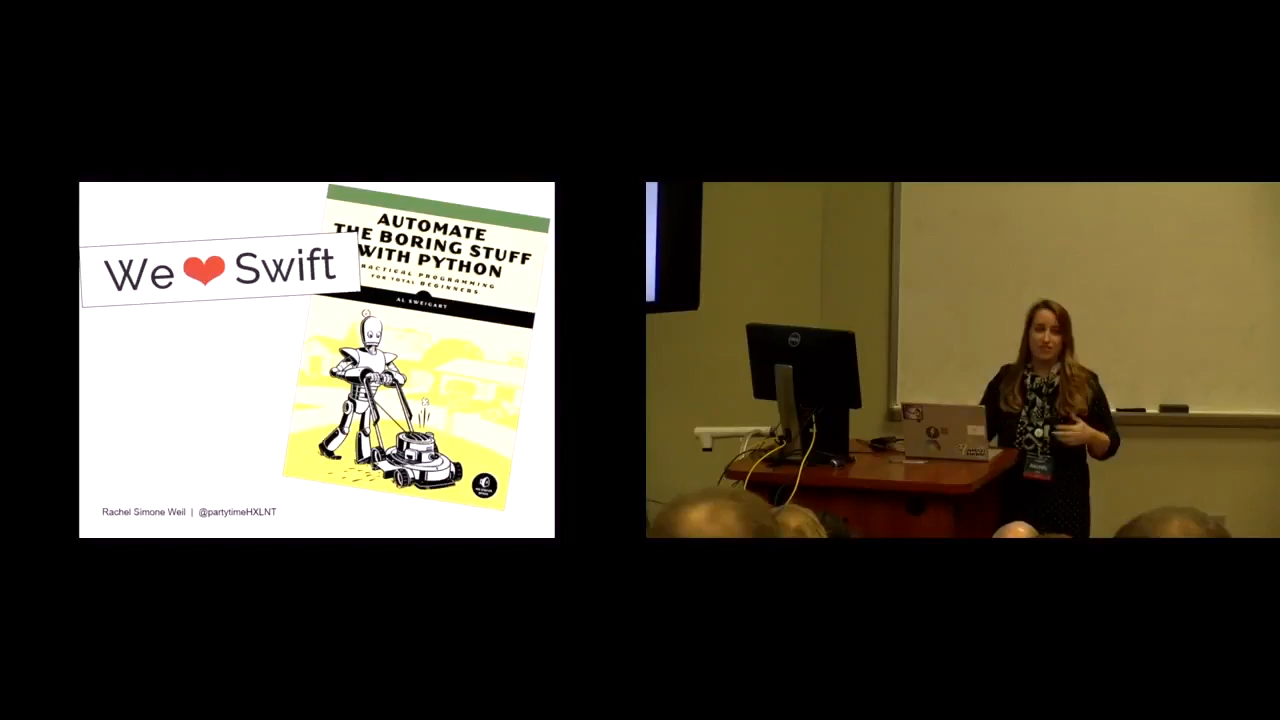 We ❤ Swift
AUTOMATE
THE BORING STUFF
WITH PYTHON
PRACTICAL PROGRAMMING
FOR TOTAL BEGINNERS
AL SWEIGART
Rachel Simone Weil | @partytimeHXLNT
DELL